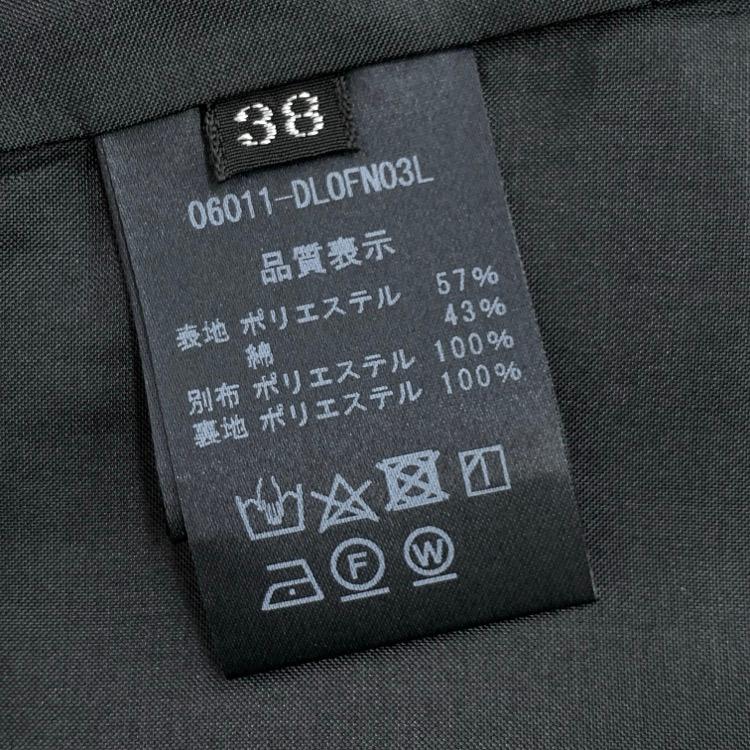 38
06011-DL0FN03L
品質表示
表地 ポリエステル 57%
綿 43%
別布 ポリエステル 100%
裏地 ポリエステル 100%
F W